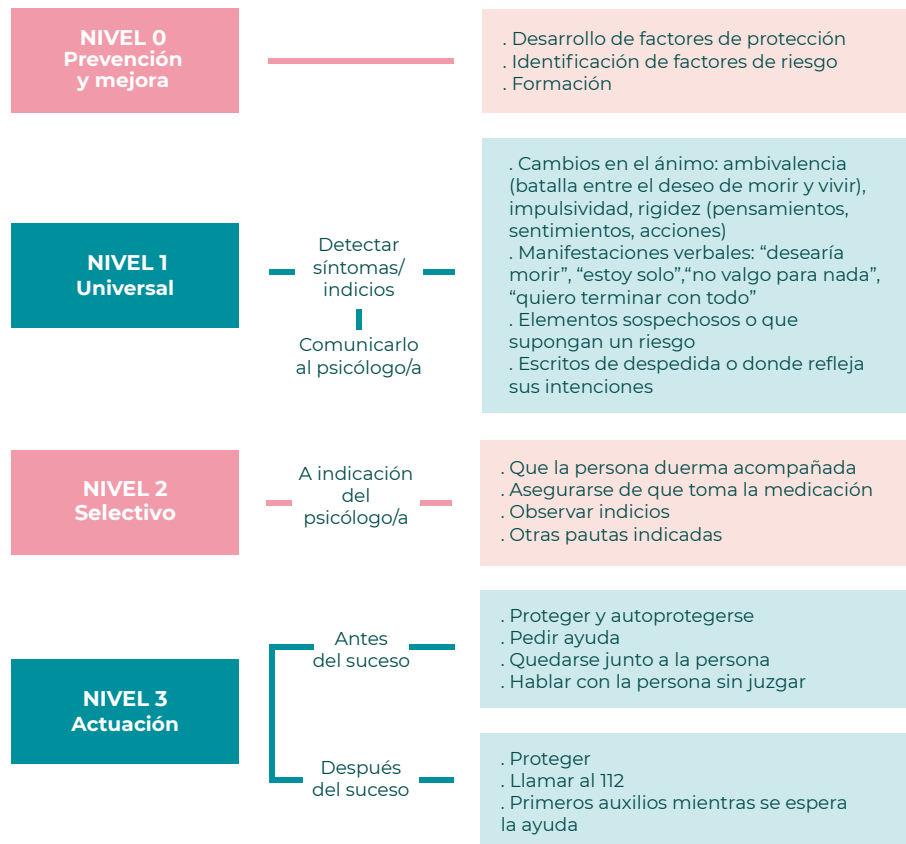 NIVEL 0
Prevención
y mejora
. Desarrollo de factores de protección
. Identificación de factores de riesgo
. Formación
NIVEL 1
Universal
Detectar
síntomas/
indicios
Comunicarlo
al psicólogo/a
. Cambios en el ánimo: ambivalencia
(batalla entre el deseo de morir y vivir),
impulsividad, rigidez (pensamientos,
sentimientos, acciones)
. Manifestaciones verbales: “desearía
morir”, “estoy solo”,“no valgo para nada”,
“quiero terminar con todo”
. Elementos sospechosos o que
supongan un riesgo
. Escritos de despedida o donde refleja
sus intenciones
NIVEL 2
Selectivo
A indicación
del
psicólogo/a
. Que la persona duerma acompañada
. Asegurarse de que toma la medicación
. Observar indicios
. Otras pautas indicadas
NIVEL 3
Actuación
Antes
del suceso
. Proteger y autoprotegerse
. Pedir ayuda
. Quedarse junto a la persona
. Hablar con la persona sin juzgar
Después
del suceso
. Proteger
. Llamar al 112
. Primeros auxilios mientras se espera
la ayuda